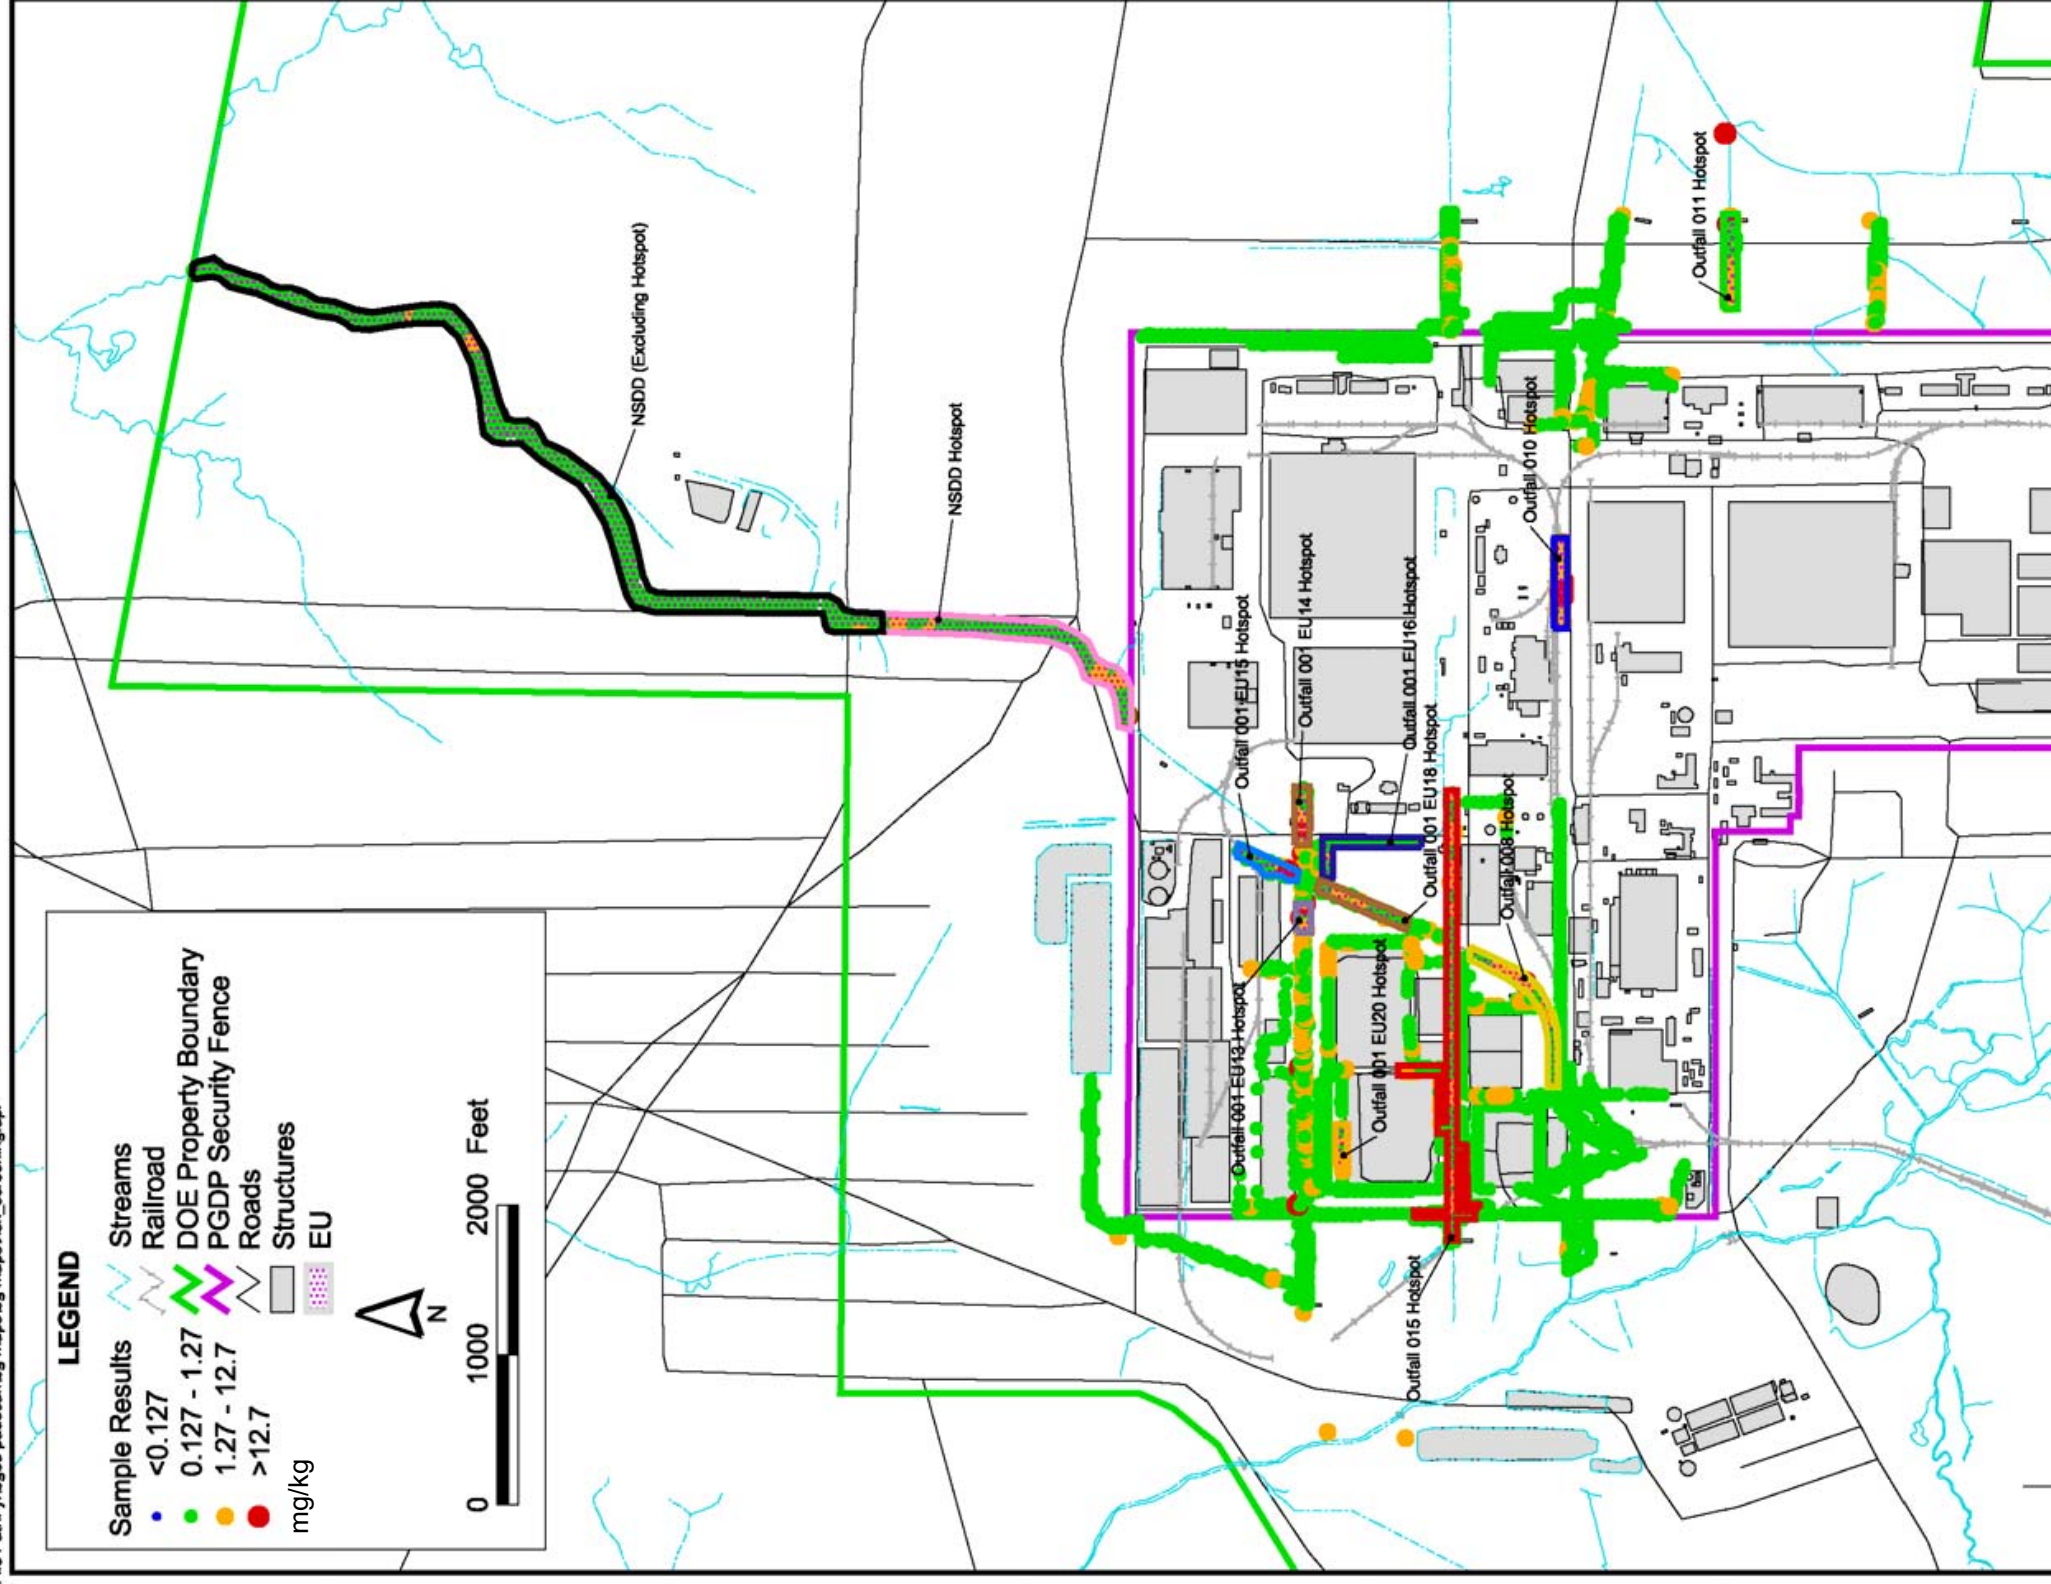 LEGEND
Sample Results
<0.127
0.127 - 1.27
1.27 - 12.7
>12.7
mg/kg
Streams
Railroad
DOE Property Boundary
PGDP Security Fence
Roads
Structures
EU
N
0 1000 2000 Feet
NSDD (Excluding Hotspot)
NSDD Hotspot
Outfall 001 EU15 Hotspot
Outfall 001 EU14 Hotspot
Outfall 001 EU16 Hotspot
Outfall 001 EU18 Hotspot
Outfall 008 Hotspot
Outfall 010 Hotspot
Outfall 011 Hotspot
Outfall 001 EU13 Hotspot
Outfall 001 EU20 Hotspot
Outfall 015 Hotspot